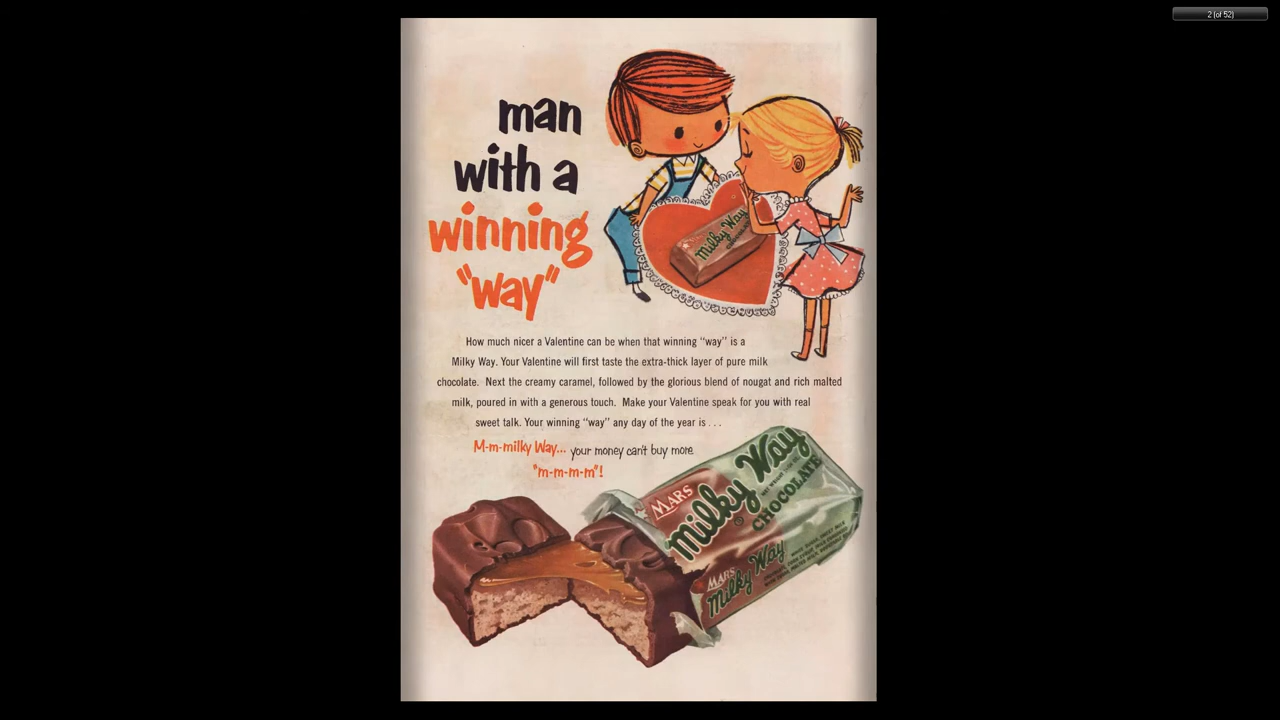 2 (of 52)
man
with a
winning
"way"
Milky Way
How much nicer a Valentine can be when that winning "way" is a
Milky Way. Your Valentine will first taste the extra-thick layer of pure milk
chocolate. Next the creamy caramel, followed by the glorious blend of nougat and rich malted
milk, poured in with a generous touch. Make your Valentine speak for you with real
sweet talk. Your winning "way" any day of the year is . . .
M-m-milky Way... your money can't buy more
"m-m-m-m"!
MARS
Milky Way
CHOCOLATE
MARS
Milky Way